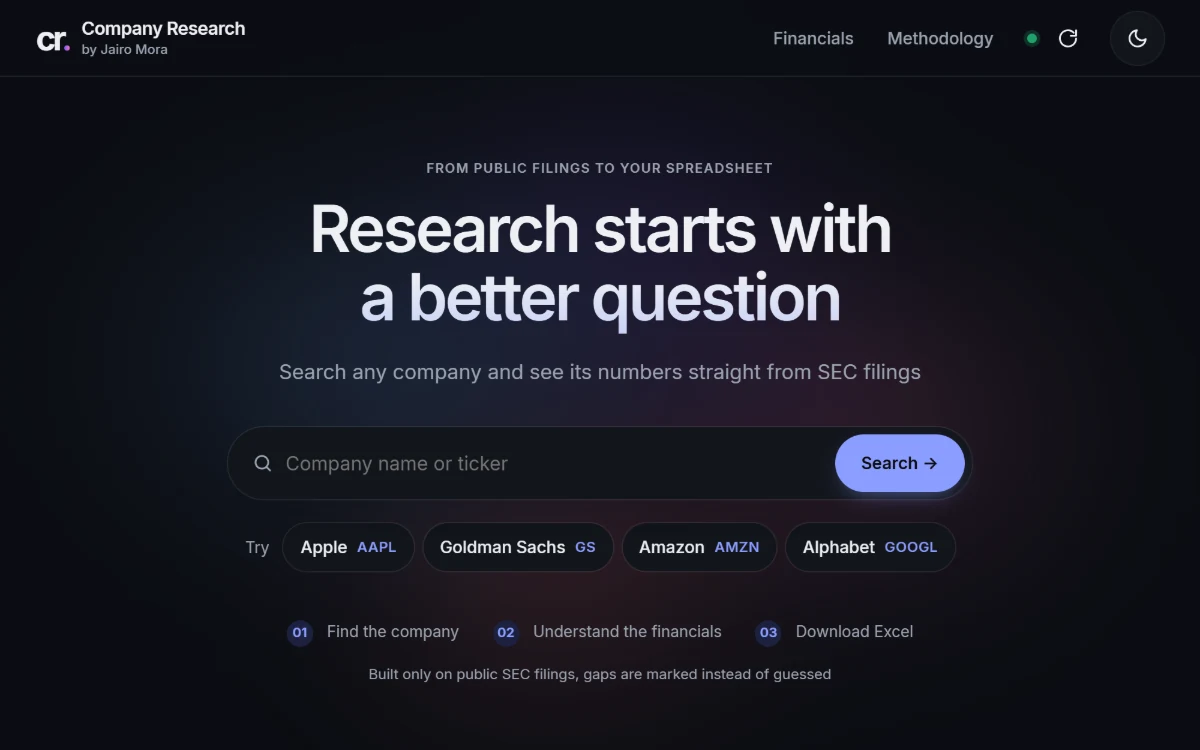 cr.
Company Research
by Jairo Mora
Financials
Methodology
FROM PUBLIC FILINGS TO YOUR SPREADSHEET
Research starts with
a better question
Search any company and see its numbers straight from SEC filings
Company name or ticker
Search →
Try
Apple AAPL
Goldman Sachs GS
Amazon AMZN
Alphabet GOOGL
01 Find the company
02 Understand the financials
03 Download Excel
Built only on public SEC filings, gaps are marked instead of guessed